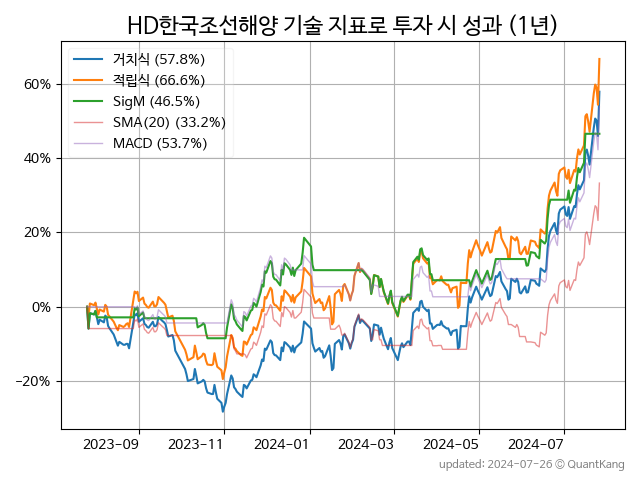 HD한국조선해양 기술 지표로 투자 시 성과 (1년)
거치식 (57.8%)
적립식 (66.6%)
SigM (46.5%)
SMA(20) (33.2%)
MACD (53.7%)
60%
40%
20%
0%
−20%
2023−09
2023−11
2024−01
2024−03
2024−05
2024−07
updated: 2024-07-26 © QuantKang